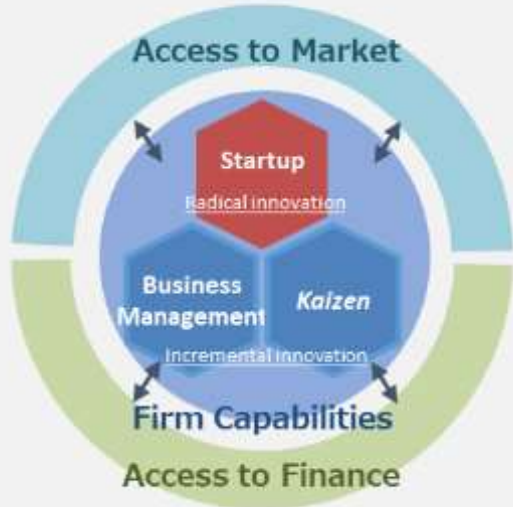 Access to Market
Startup
Radical innovation
Business
Management
Kaizen
Incremental innovation
Firm Capabilities
Access to Finance